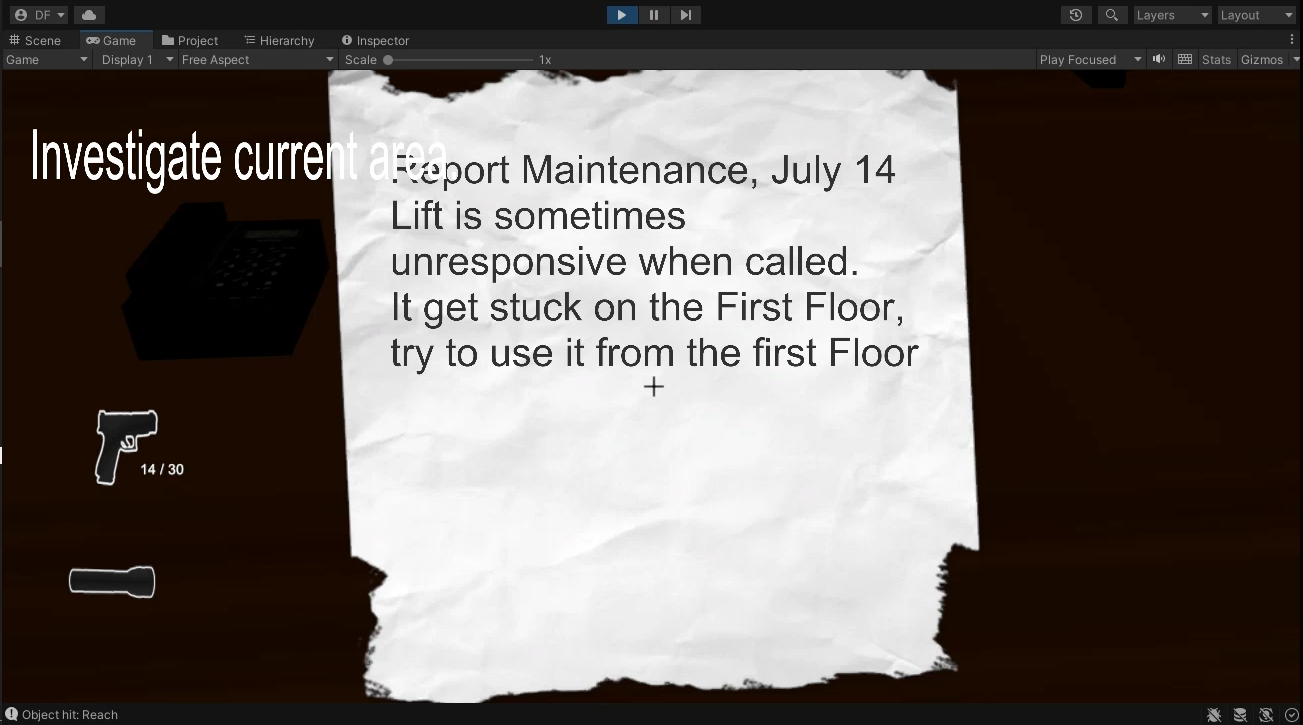 DF
Layers
Layout
Scene
Game
Project
Hierarchy
Inspector
Game
Display 1
Free Aspect
Scale
1x
Play Focused
Stats
Gizmos
Investigate current area.
Report Maintenance, July 14
Lift is sometimes
unresponsive when called.
It get stuck on the First Floor,
try to use it from the first Floor
14 / 30
Object hit: Reach